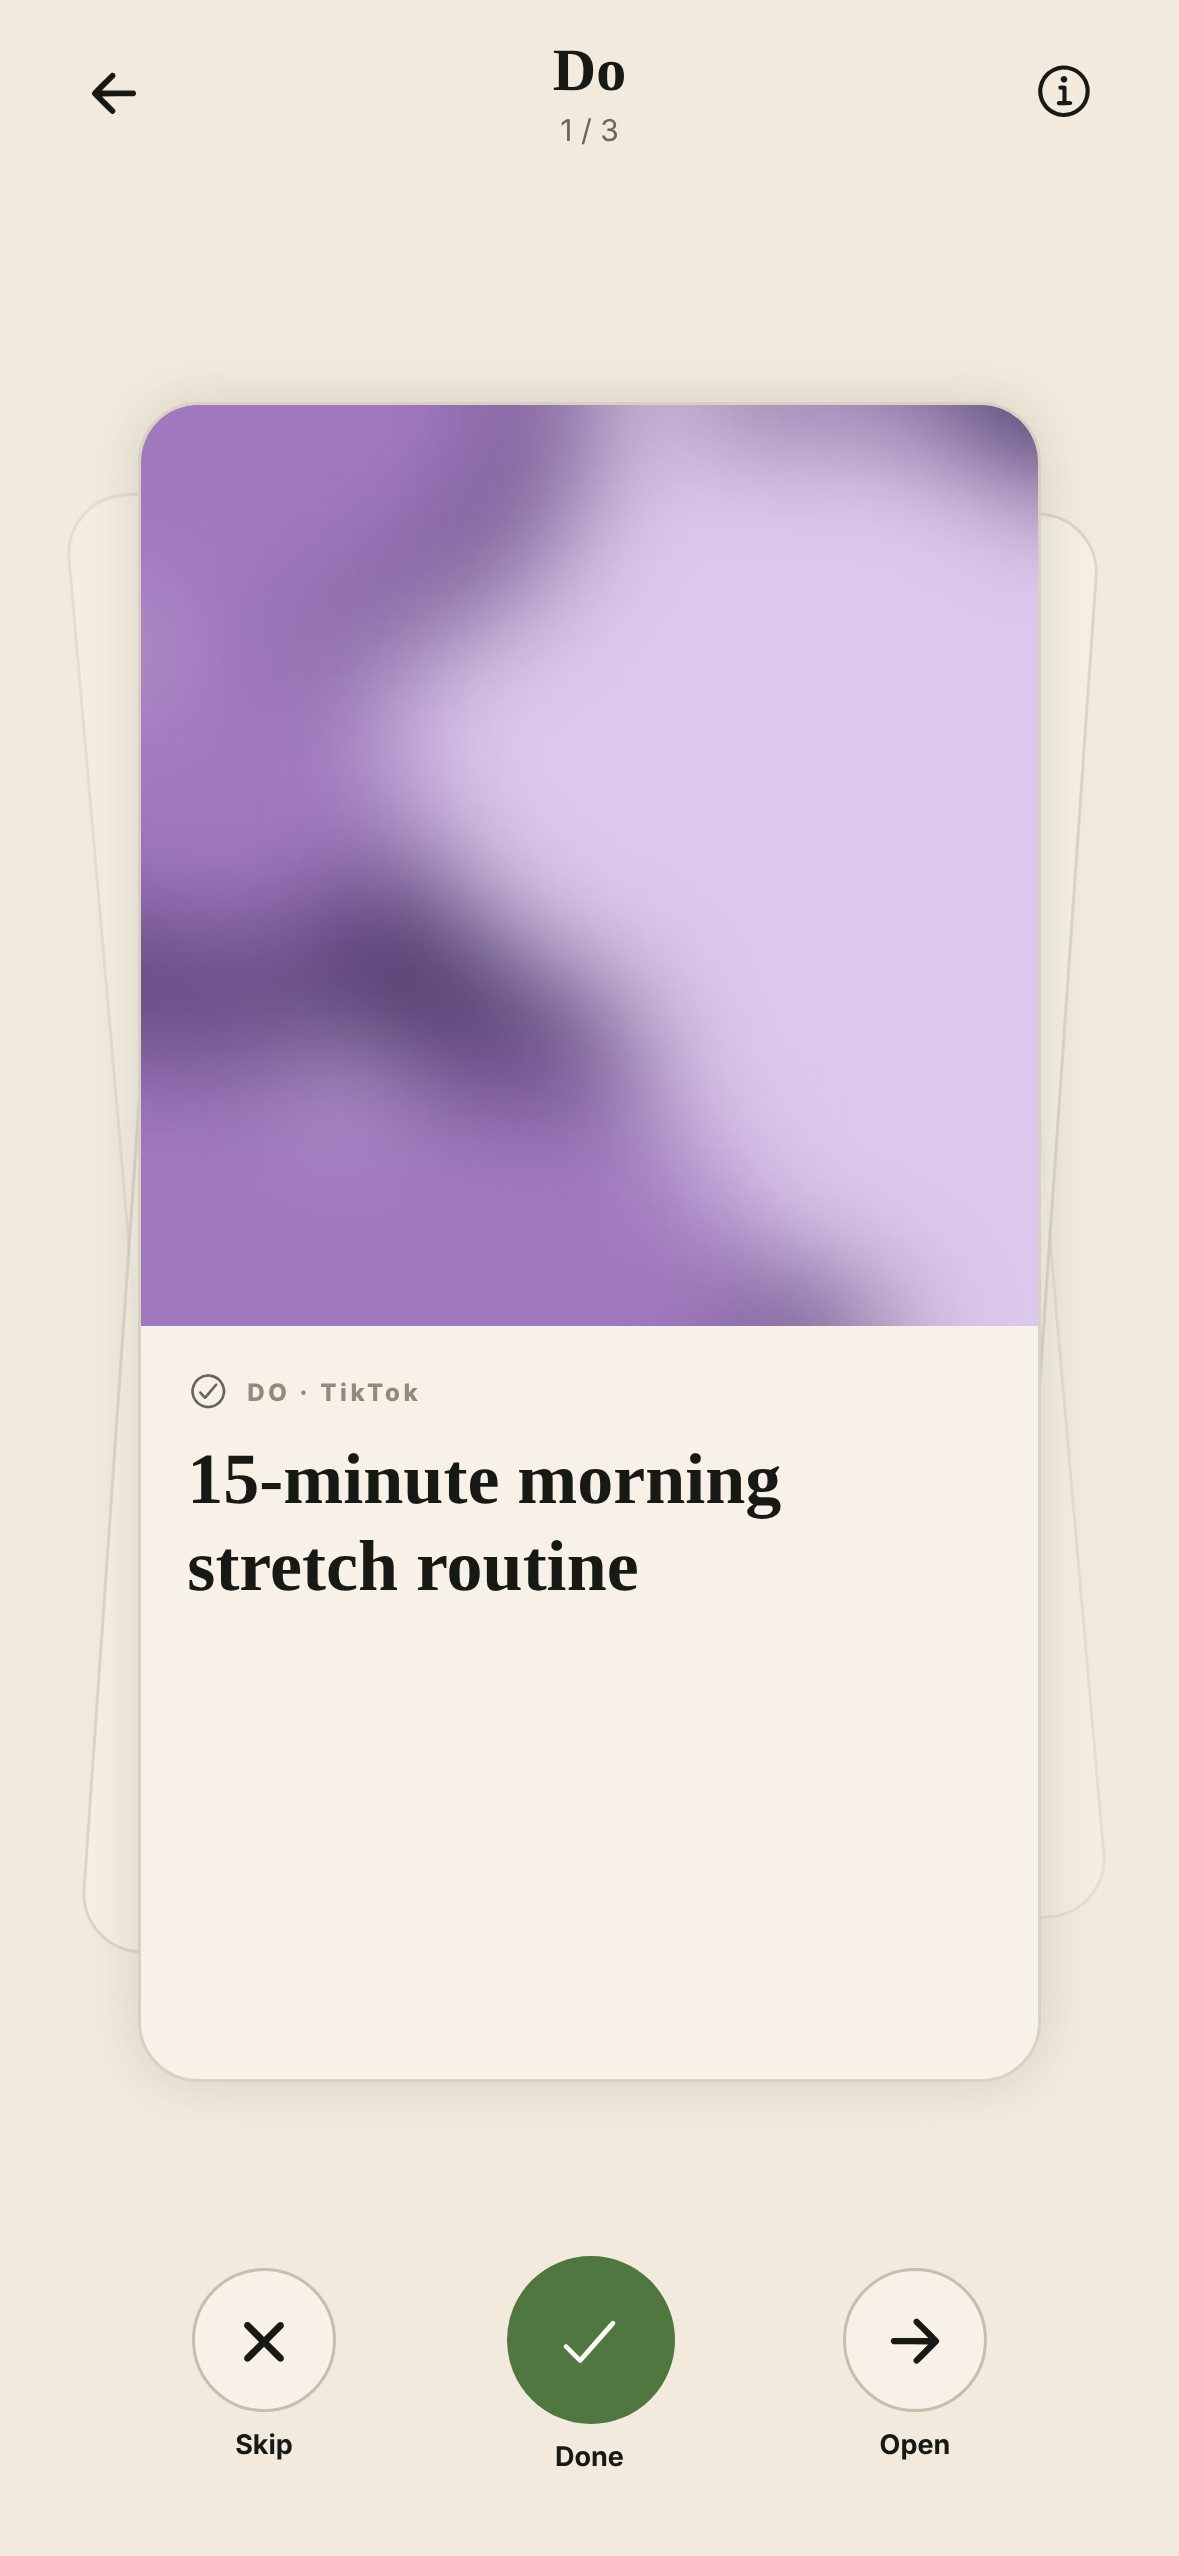 Do
1 / 3
DO · TikTok
15-minute morning
stretch routine
Skip
Done
Open